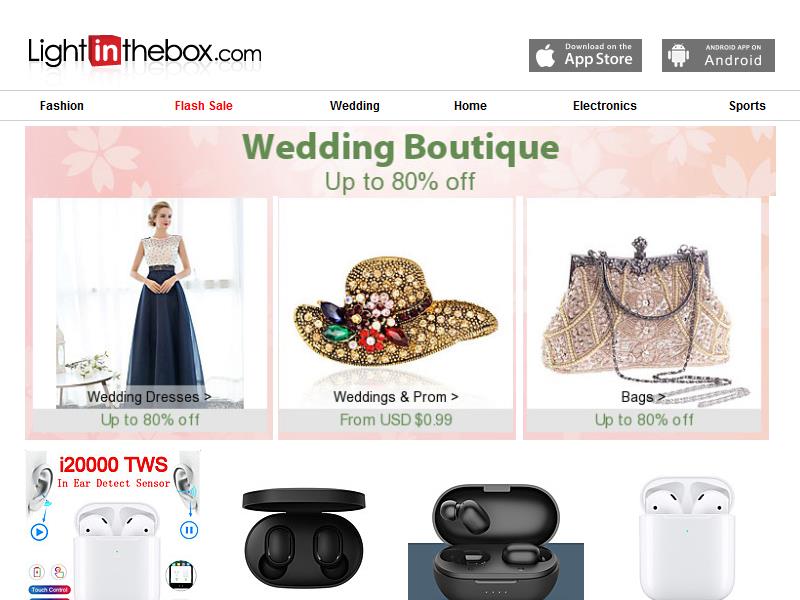 Lightinthebox.com
Download on the
App Store
ANDROID APP ON
Android
Fashion Flash Sale Wedding Home Electronics Sports
Wedding Boutique
Up to 80% off
Wedding Dresses > Weddings & Prom > Bags >
Up to 80% off From USD $0.99 Up to 80% off
i20000 TWS
In Ear Detect Sensor
Touch Control